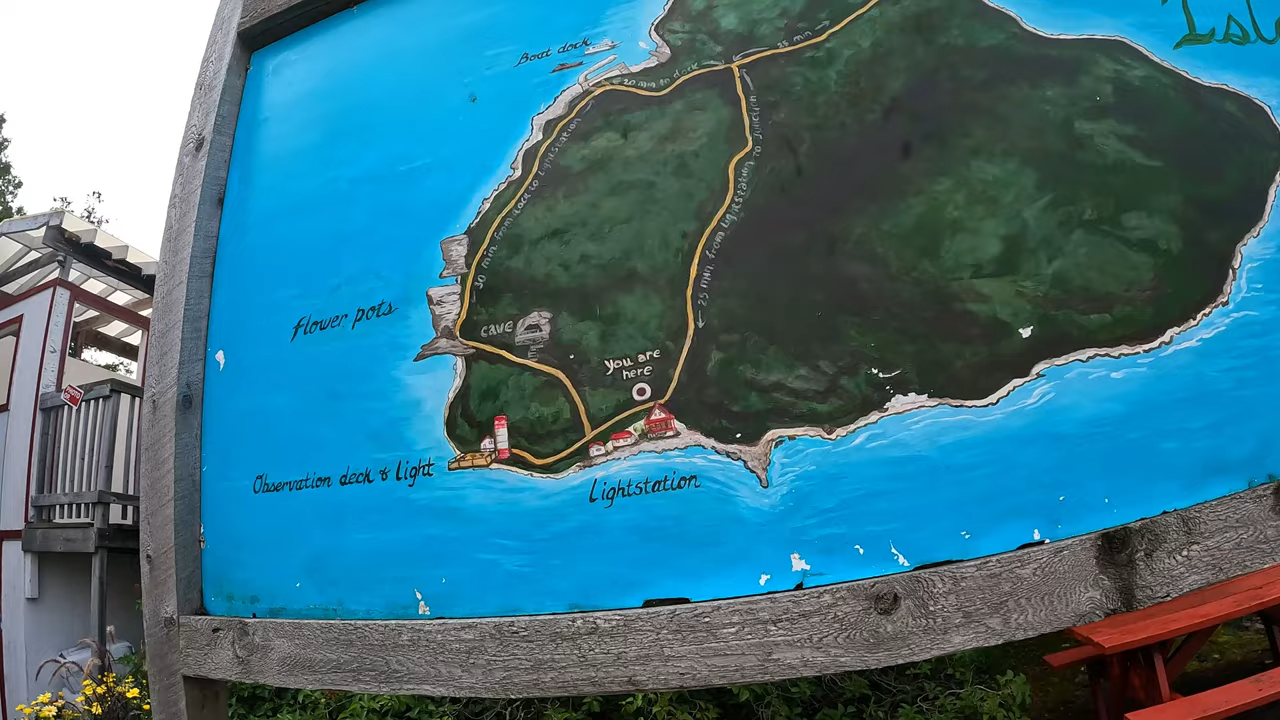 Boat dock
25 min
20 min to dock
30 min. from dock to lightstation
25 min. from Lightstation to Junction
flower pots
cave
You are
here
Observation deck & light
Lightstation